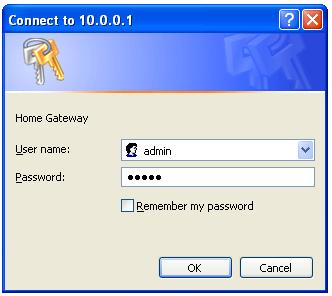 Connect to 10.0.0.1
Home Gateway
User name: admin
Password: •••••
Remember my password
OK Cancel